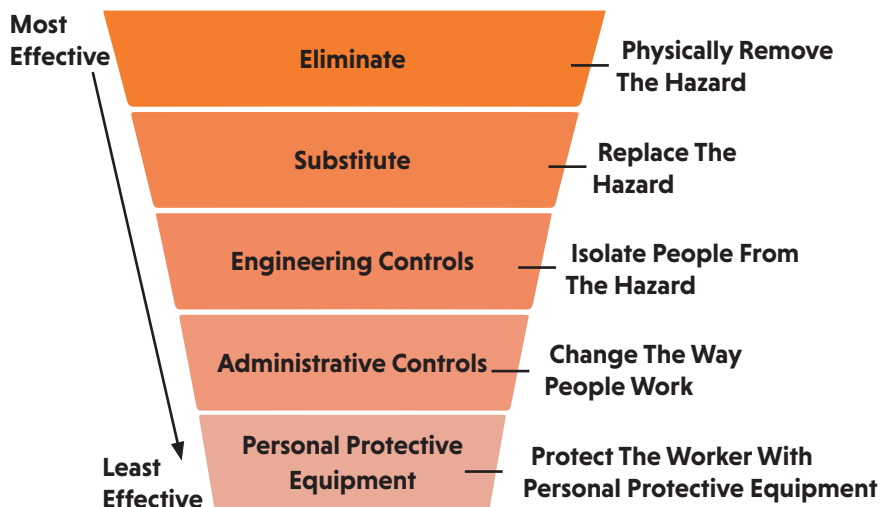 Most
Effective
Eliminate
Physically Remove
The Hazard
Substitute
Replace The
Hazard
Engineering Controls
Isolate People From
The Hazard
Administrative Controls
Change The Way
People Work
Personal Protective
Equipment
Protect The Worker With
Personal Protective Equipment
Least
Effective